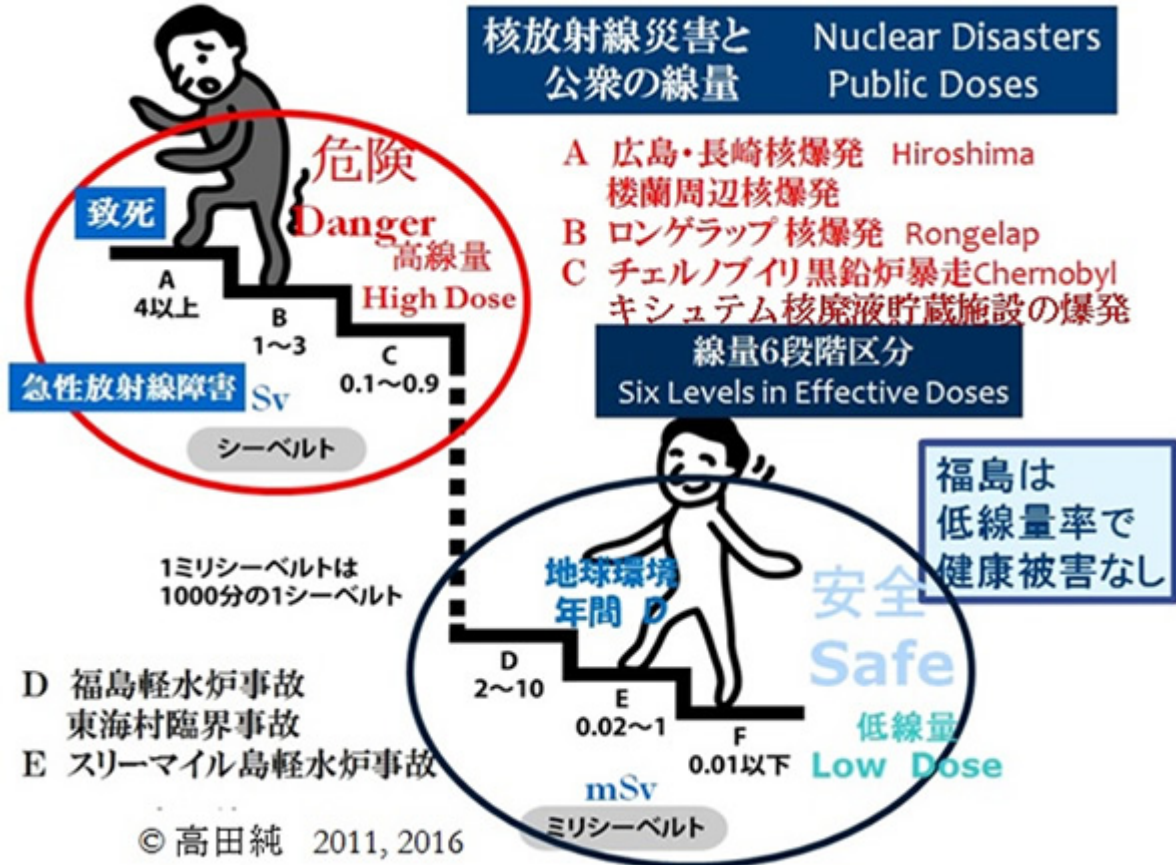 核放射線災害と Nuclear Disasters
公衆の線量 Public Doses
危険
Danger
高線量
High Dose
致死
A
4以上
B
1～3
C
0.1～0.9
急性放射線障害
Sv
シーベルト
A 広島・長崎核爆発 Hiroshima
楼蘭周辺核爆発
B ロンゲラップ 核爆発 Rongelap
C チェルノブイリ黒鉛炉暴走Chernobyl
キシュテム核廃液貯蔵施設の爆発
線量6段階区分
Six Levels in Effective Doses
福島は
低線量率で
健康被害なし
1ミリシーベルトは
1000分の1シーベルト
地球環境
年間 D
安全
Safe
低線量
Low Dose
D
2～10
E
0.02～1
F
0.01以下
mSv
ミリシーベルト
D 福島軽水炉事故
東海村臨界事故
E スリーマイル島軽水炉事故
© 高田純 2011, 2016